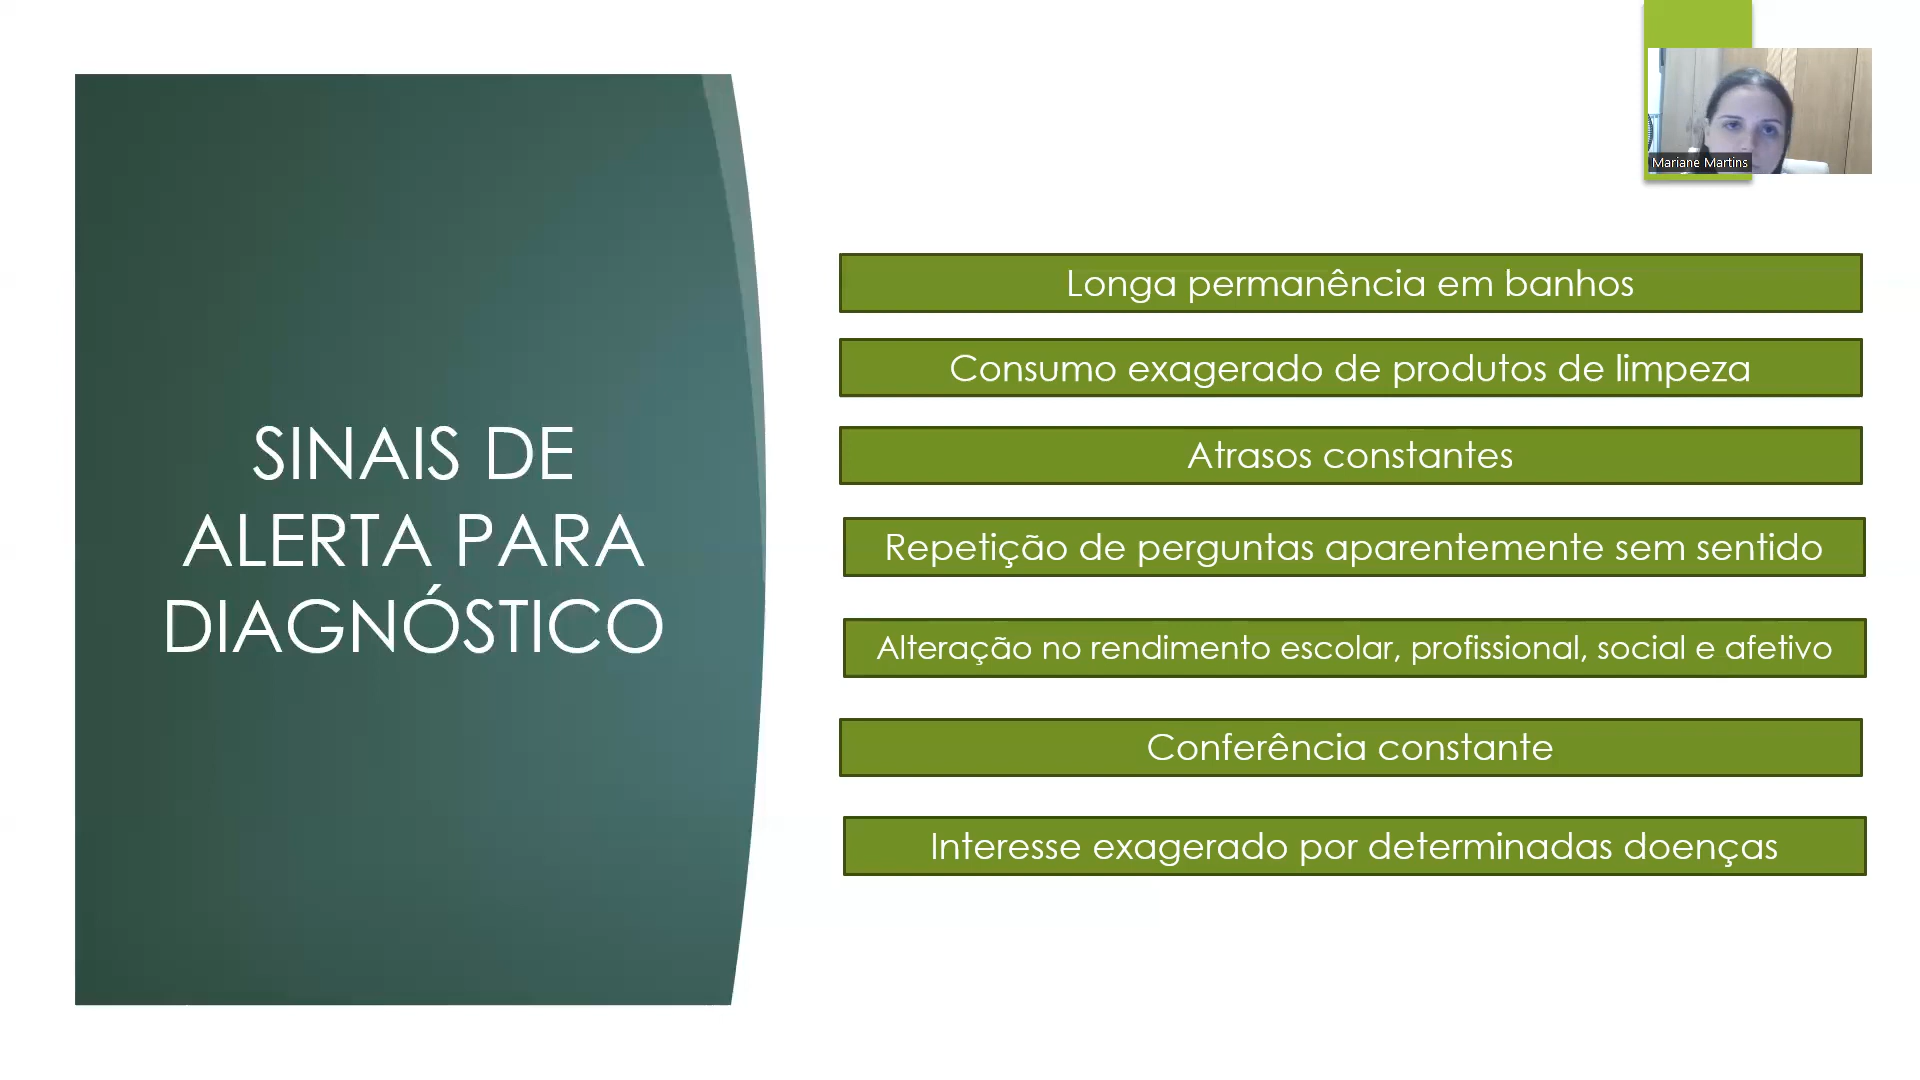 Mariane Martins
SINAIS DE
ALERTA PARA
DIAGNÓSTICO
Longa permanência em banhos
Consumo exagerado de produtos de limpeza
Atrasos constantes
Repetição de perguntas aparentemente sem sentido
Alteração no rendimento escolar, profissional, social e afetivo
Conferência constante
Interesse exagerado por determinadas doenças